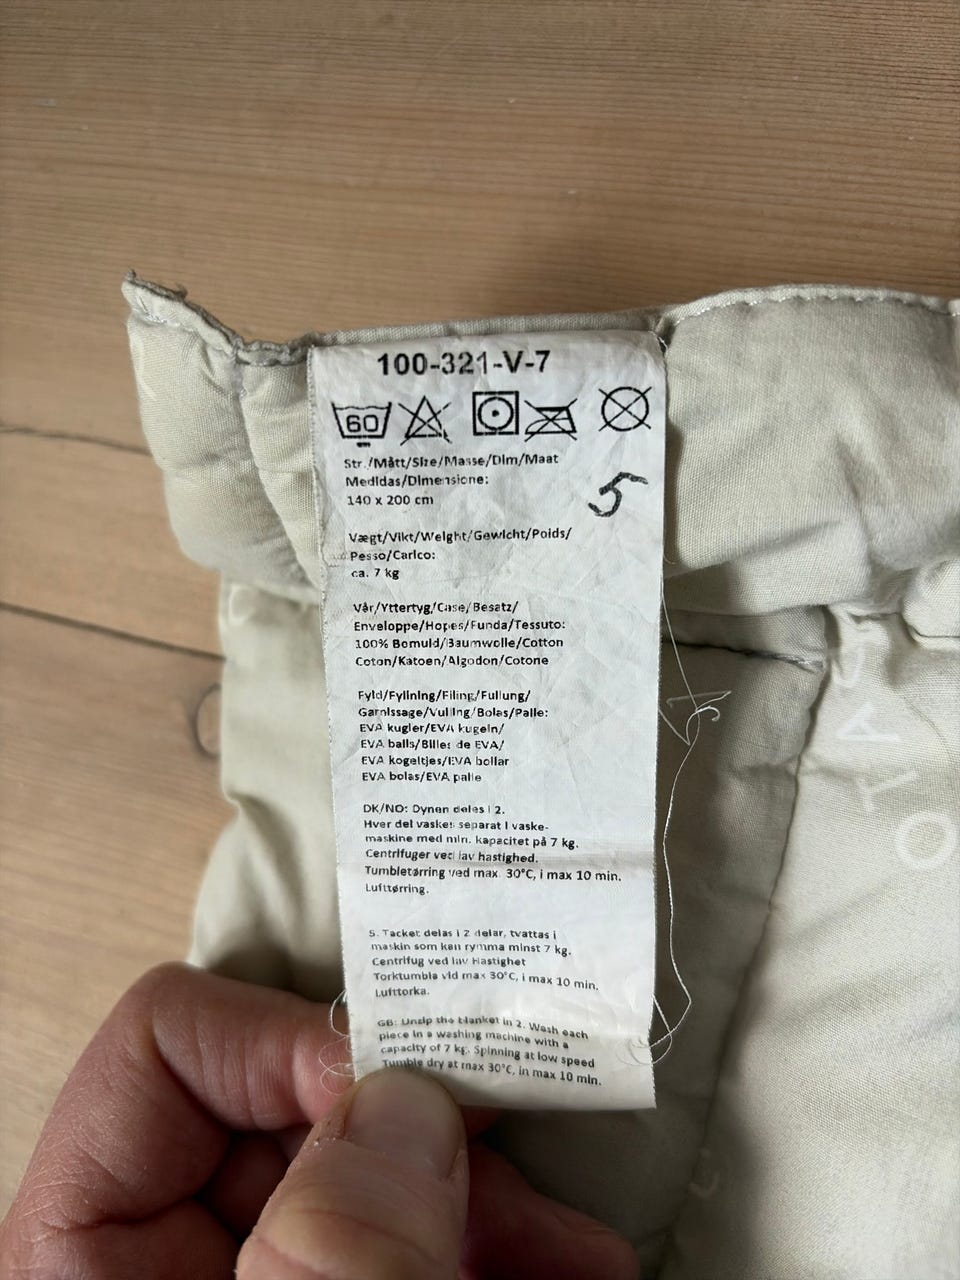 100-321-V-7
60
Str./Mått/Size/Masse/Dim/Maat
Medidas/Dimensione:
140 x 200 cm
5
Vægt/Vikt/Weight/Gewicht/Poids/
Pesso/Carico:
ca. 7 kg
Vår/Yttertyg/Case/Besatz/
Enveloppe/Hopes/Funda/Tessuto:
100% Bomuld/Baumwolle/Cotton
Coton/Katoen/Algodon/Cotone
Fyld/Fyllning/Filing/Fullung/
Garnissage/Vulling/Bolas/Palle:
EVA kugler/EVA kugeln/
EVA balls/Billes de EVA/
EVA kogeltjes/EVA bollar
EVA bolas/EVA palle
DK/NO: Dynen deles i 2.
Hver del vaskes separat i vaske-
maskine med min. kapacitet på 7 kg.
Centrifuger ved lav hastighed.
Tumbletørring ved max. 30°C, i max 10 min.
Lufttørring.
S. Täcket delas i 2 delar, tvattas i
maskin som kan rymma minst 7 kg.
Centrifug ved lav Hastighet
Torktumbla vid max 30°C, i max 10 min.
Lufttorka.
GB: Unzip the blanket in 2. Wash each
piece in a washing machine with a
capacity of 7 kg. Spinning at low speed
Tumble dry at max 30°C, in max 10 min.